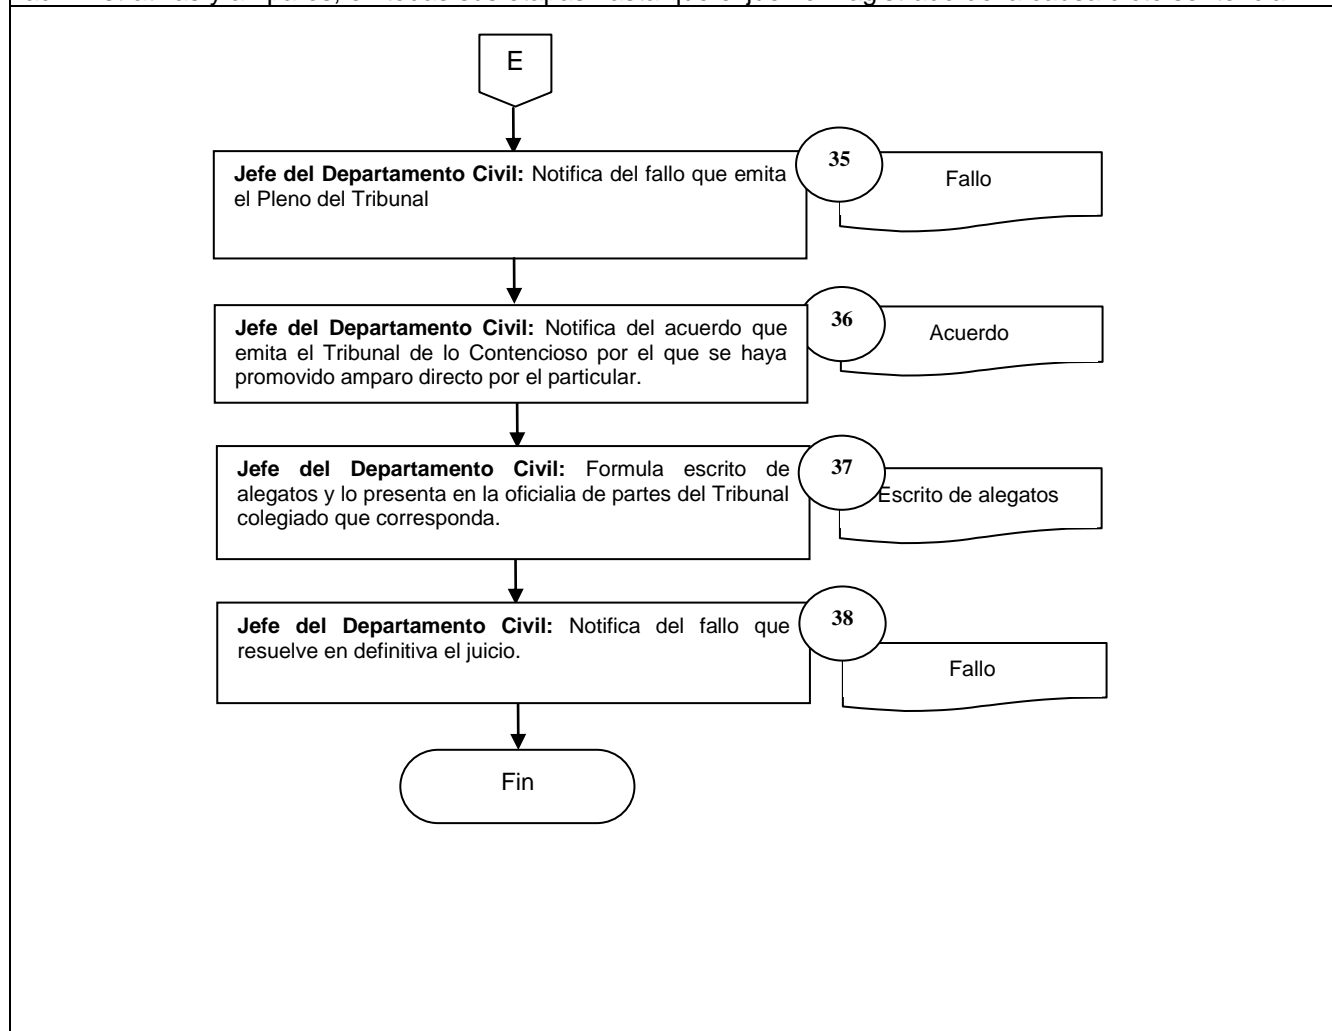 E
Jefe del Departamento Civil: Notifica del fallo que emita
el Pleno del Tribunal
35
Fallo
Jefe del Departamento Civil: Notifica del acuerdo que
emita el Tribunal de lo Contencioso por el que se haya
promovido amparo directo por el particular.
36
Acuerdo
Jefe del Departamento Civil: Formula escrito de
alegatos y lo presenta en la oficialia de partes del Tribunal
colegiado que corresponda.
37
Escrito de alegatos
Jefe del Departamento Civil: Notifica del fallo que
resuelve en definitiva el juicio.
38
Fallo
Fin